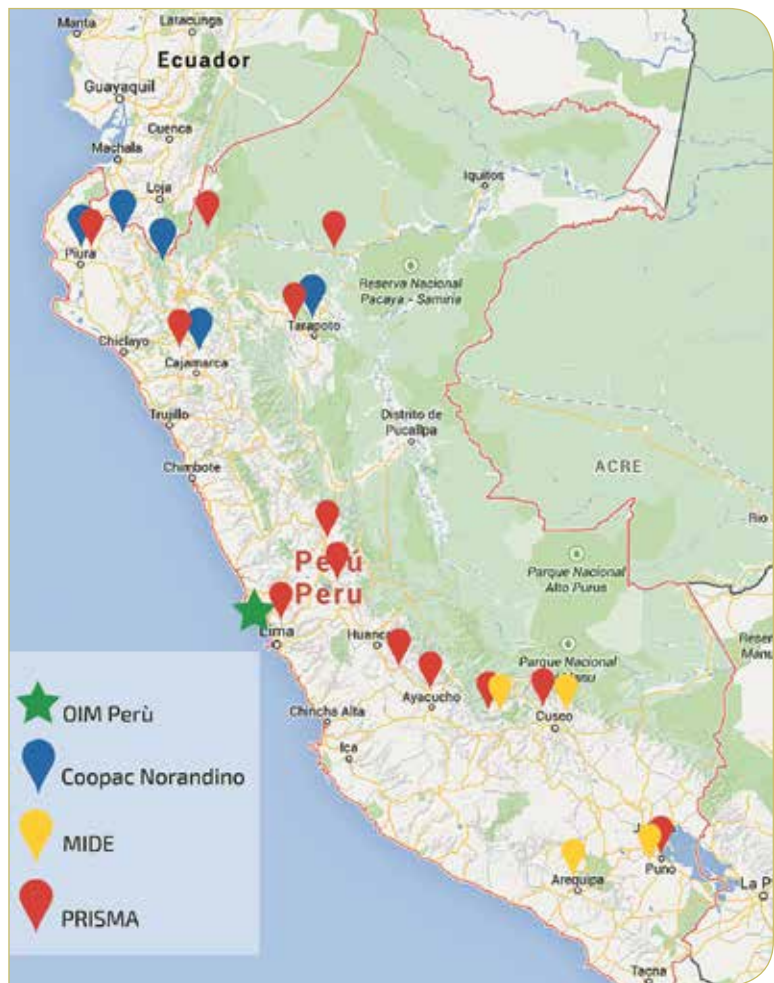 Manta
Latacunga
Ecuador
Guayaquil
Cuenca
Machala
Loja
Iquitos
Piura
Reserva Nacional
Pacaya - Samiria
Tarapoto
Chiclayo
Cajamarca
Trujillo
Distrito de
Pucallpa
Chimbote
ACRE
Rio
Perú
Peru
Parque Nacional
Alto Purus
Lima
Huanc
Parque Nacional
Reser
Manu
Ayacucho
Cusco
Chincha Alta
Ica
OIM Perù
Coopac Norandino
MIDE
PRISMA
J
Puno
Arequipa
La P
Tacna